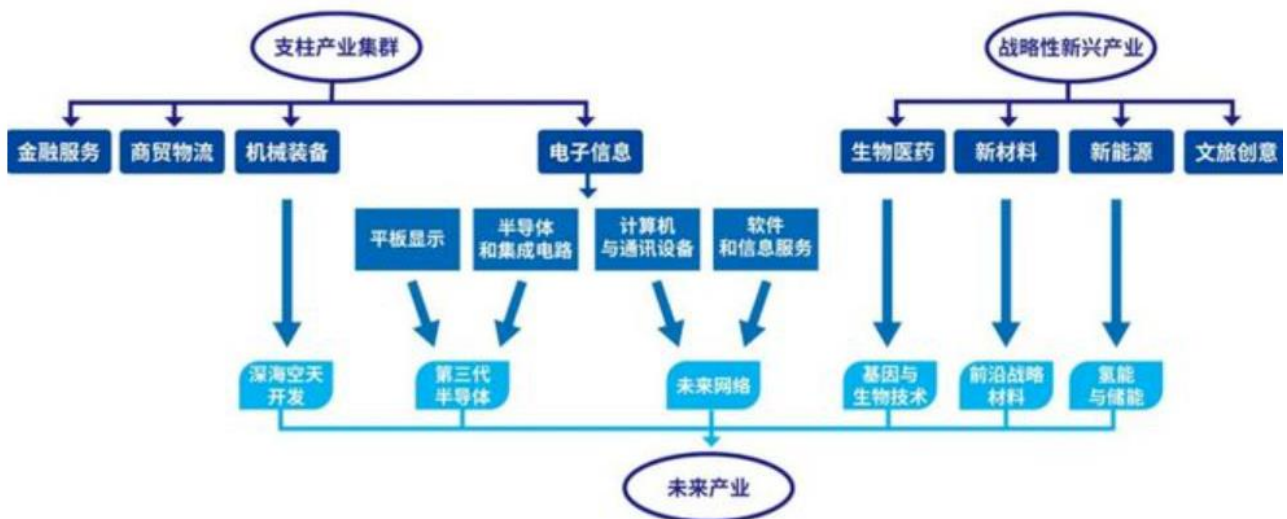 支柱产业集群
战略性新兴产业
金融服务
商贸物流
机械装备
电子信息
生物医药
新材料
新能源
文旅创意
平板显示
半导体
和集成电路
计算机
与通讯设备
软件
和信息服务
深海空天
开发
第三代
半导体
未来网络
基因与
生物技术
前沿战略
材料
氢能
与储能
未来产业